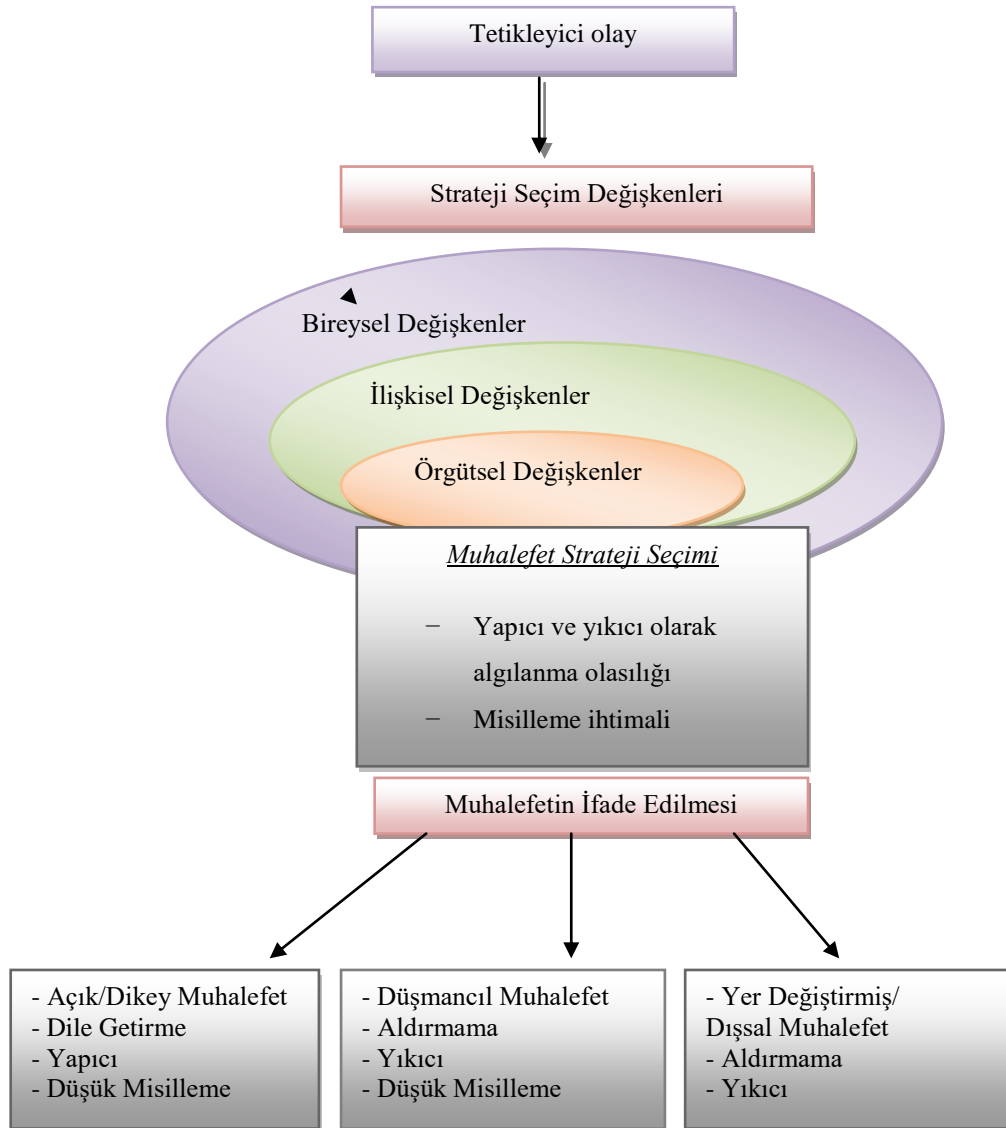 Tetikleyici olay
Strateji Seçim Değişkenleri
Bireysel Değişkenler
İlişkisel Değişkenler
Örgütsel Değişkenler
Muhalefet Strateji Seçimi
− Yapıcı ve yıkıcı olarak
algılanma olasılığı
− Misilleme ihtimali
Muhalefetin İfade Edilmesi
- Açık/Dikey Muhalefet
- Dile Getirme
- Yapıcı
- Düşük Misilleme
- Düşmancıl Muhalefet
- Aldırmama
- Yıkıcı
- Düşük Misilleme
- Yer Değiştirmiş/
Dışsal Muhalefet
- Aldırmama
- Yıkıcı